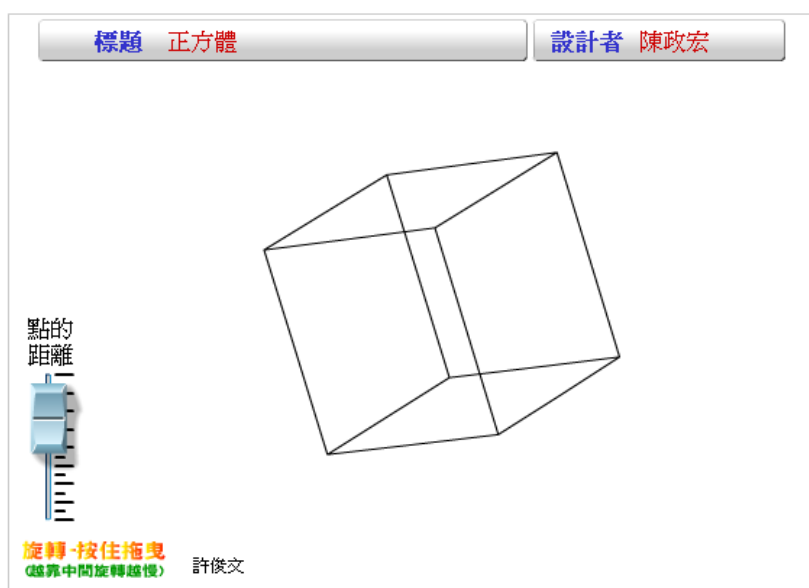 標題 正方體
設計者 陳政宏
點的
距離
旋轉-按住拖曳
(越靠中間旋轉越慢)
許俊文